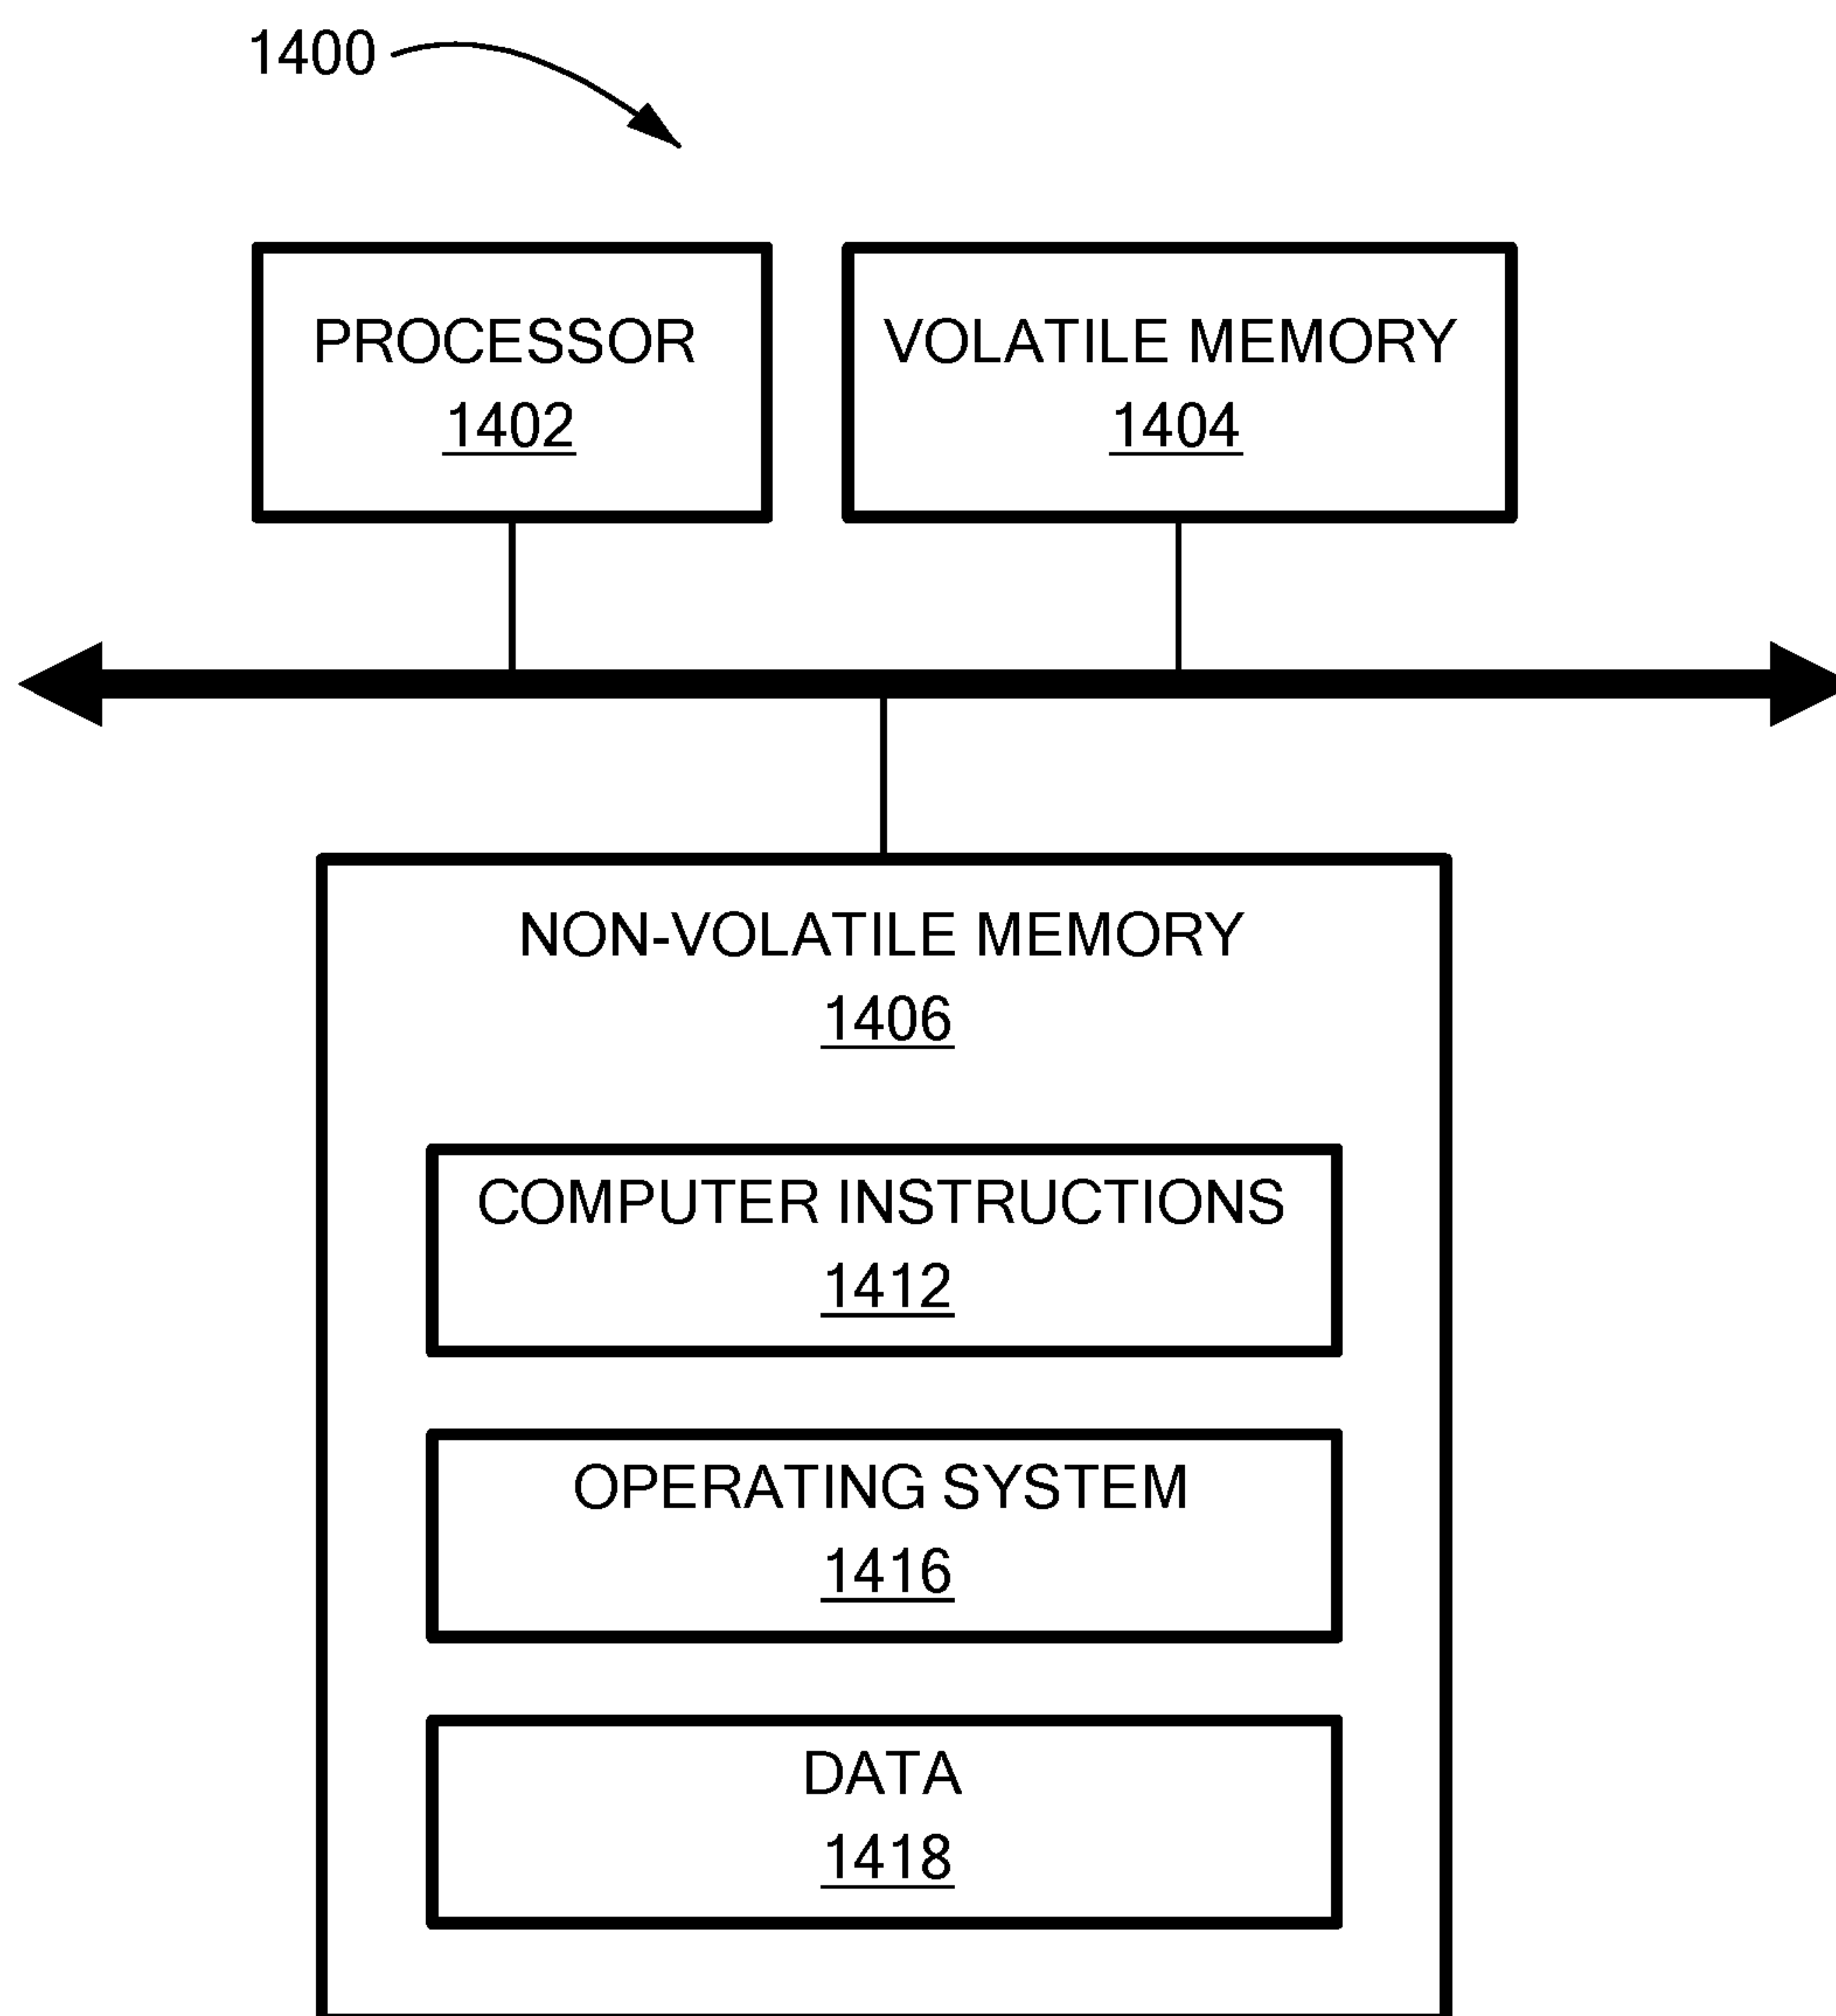 1400
PROCESSOR
1402
VOLATILE MEMORY
1404
NON-VOLATILE MEMORY
1406
COMPUTER INSTRUCTIONS
1412
OPERATING SYSTEM
1416
DATA
1418